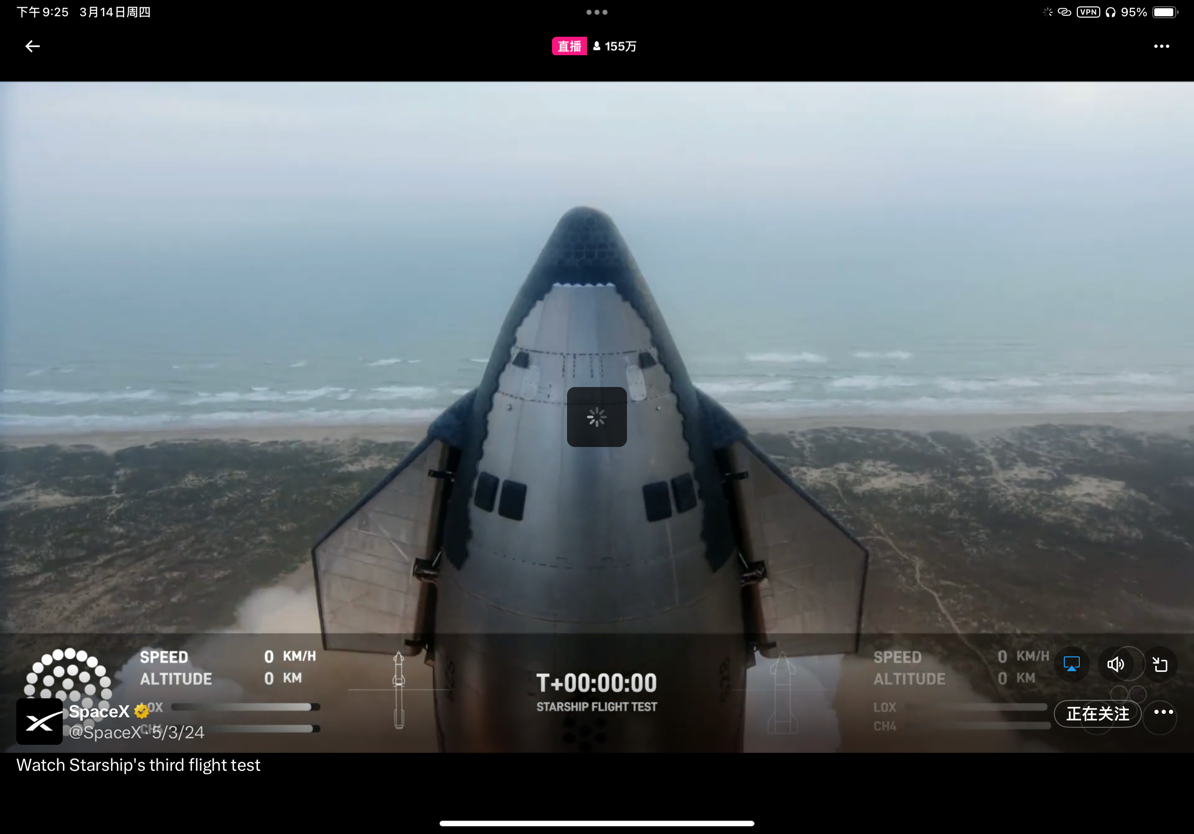 下午9:25 3月14日周四
VPN 95%
直播 155万
SPEED 0 KM/H
ALTITUDE 0 KM
LOX
CH4
T+00:00:00
STARSHIP FLIGHT TEST
SPEED 0 KM/H
ALTITUDE 0 KM
LOX
CH4
SpaceX
@SpaceX · 5/3/24
正在关注
Watch Starship's third flight test